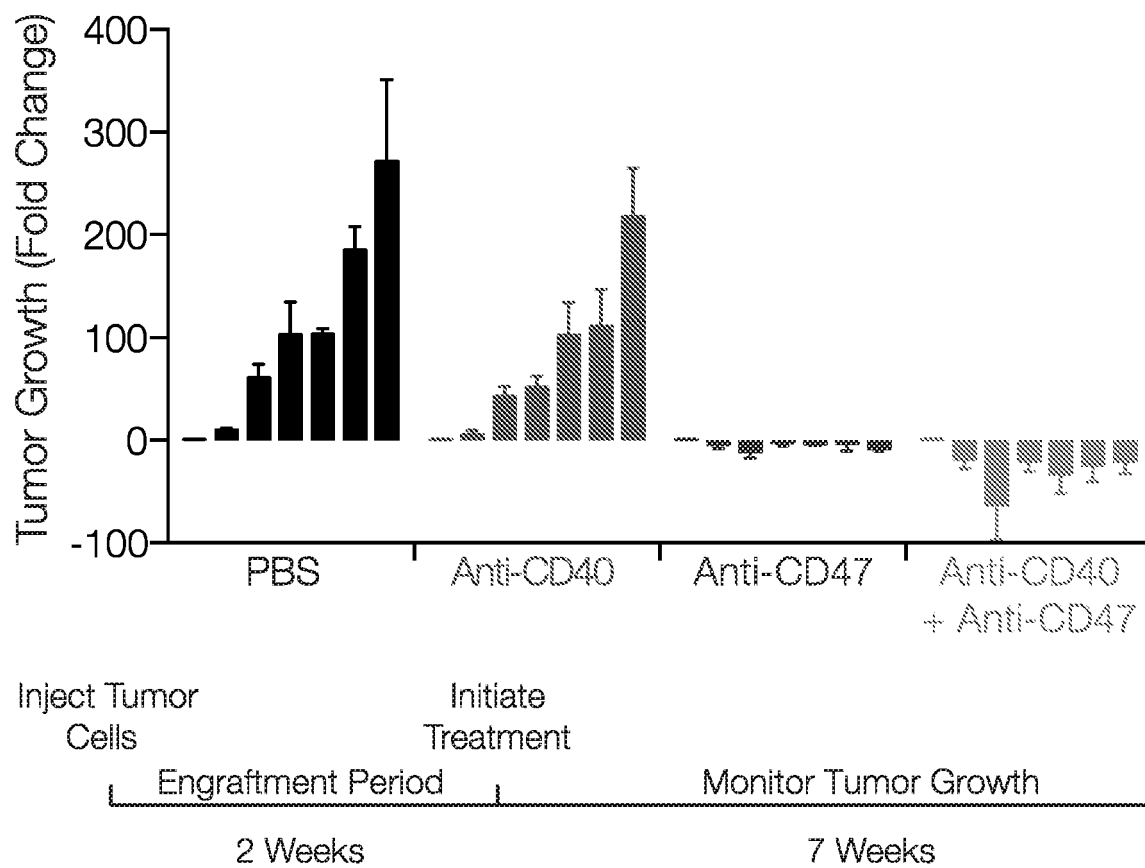 Tumor Growth (Fold Change)
400
300
200
100
0
-100
PBS
Anti-CD40
Anti-CD47
Anti-CD40
+ Anti-CD47
Inject Tumor
Cells
Initiate
Treatment
Engraftment Period
Monitor Tumor Growth
2 Weeks
7 Weeks